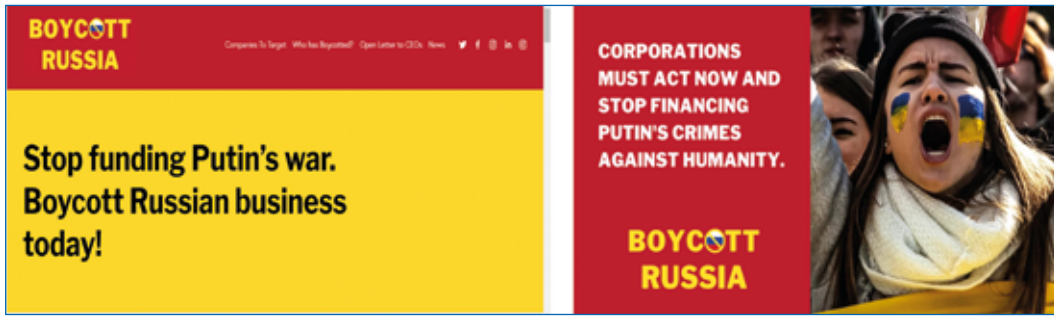 BOYCOTT
RUSSIA
Companies To Target Who has Boycotted? Open Letter to CEOs News
Stop funding Putin's war.
Boycott Russian business
today!
CORPORATIONS
MUST ACT NOW AND
STOP FINANCING
PUTIN'S CRIMES
AGAINST HUMANITY.
BOYCOTT
RUSSIA